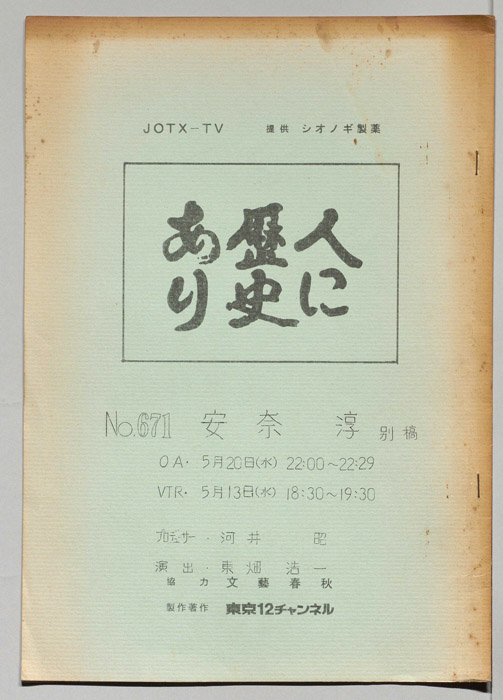 JOTX-TV 提供 シオノギ製薬
人に
歴史
あり
No.671 安奈 淳 別稿
O.A. 5月20日(水) 22:00~22:29
VTR. 5月13日(水) 18:30~19:30
プロデューサー・河井 昭
演出・東畑 浩一
協力 文藝春秋
製作著作 東京12チャンネル